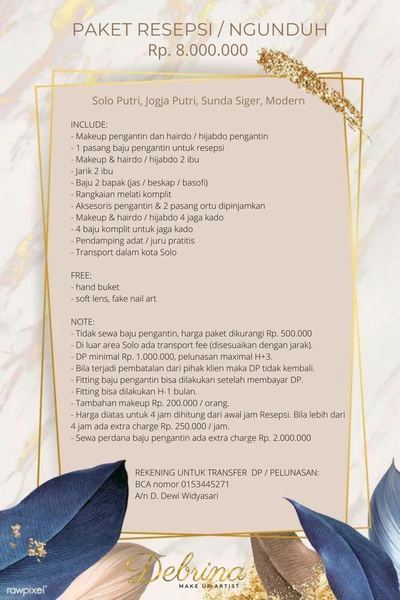 PAKET RESEPSI / NGUNDUH
Rp. 8.000.000
Solo Putri, Jogja Putri, Sunda Siger, Modern
INCLUDE:
- Makeup pengantin dan hairdo / hijabdo pengantin
- 1 pasang baju pengantin untuk resepsi
- Makeup & hairdo / hijabdo 2 ibu
- Jarik 2 ibu
- Baju 2 bapak (jas / beskap / basofi)
- Rangkaian melati komplit
- Aksesoris pengantin & 2 pasang ortu dipinjamkan
- Makeup & hairdo / hijabdo 4 jaga kado
- 4 baju komplit untuk jaga kado
- Pendamping adat / juru pratitis
- Transport dalam kota Solo
FREE:
- hand buket
- soft lens, fake nail art
NOTE:
- Tidak sewa baju pengantin, harga paket dikurangi Rp. 500.000
- Di luar area Solo ada transport fee (disesuaikan dengan jarak).
- DP minimal Rp. 1.000.000, pelunasan maximal H+3.
- Bila terjadi pembatalan dari pihak klien maka DP tidak kembali.
- Fitting baju pengantin bisa dilakukan setelah membayar DP.
- Fitting bisa dilakukan H-1 bulan.
- Tambahan makeup Rp. 200.000 / orang.
- Harga diatas untuk 4 jam dihitung dari awal jam Resepsi. Bila lebih dari
4 jam ada extra charge Rp. 250.000 / jam.
- Sewa perdana baju pengantin ada extra charge Rp. 2.000.000
REKENING UNTUK TRANSFER DP / PELUNASAN:
BCA nomor 0153445271
A/n D. Dewi Widyasari
Debrina
MAKE UP ARTIST
rawpixel